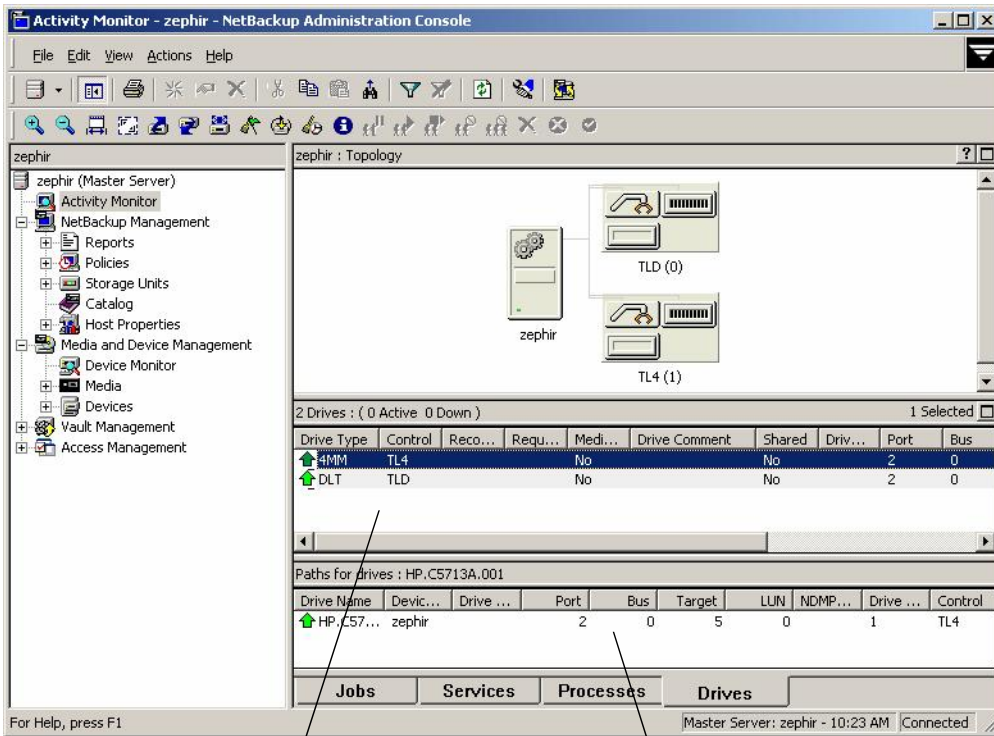 Activity Monitor - zephir - NetBackup Administration Console
File Edit View Actions Help
zephir
zephir (Master Server)
Activity Monitor
NetBackup Management
Reports
Policies
Storage Units
Catalog
Host Properties
Media and Device Management
Device Monitor
Media
Devices
Vault Management
Access Management
zephir : Topology
TLD (0)
zephir
TL4 (1)
2 Drives : ( 0 Active 0 Down ) 1 Selected
Drive Type Control Reco... Requ... Medi... Drive Comment Shared Driv... Port Bus
4MM TL4 No No 2 0
DLT TLD No No 2 0
Paths for drives : HP.C5713A.001
Drive Name Devic... Drive ... Port Bus Target LUN NDMP... Drive ... Control
HP.C57... zephir 2 0 5 0 1 TL4
Jobs Services Processes Drives
For Help, press F1 Master Server: zephir - 10:23 AM Connected